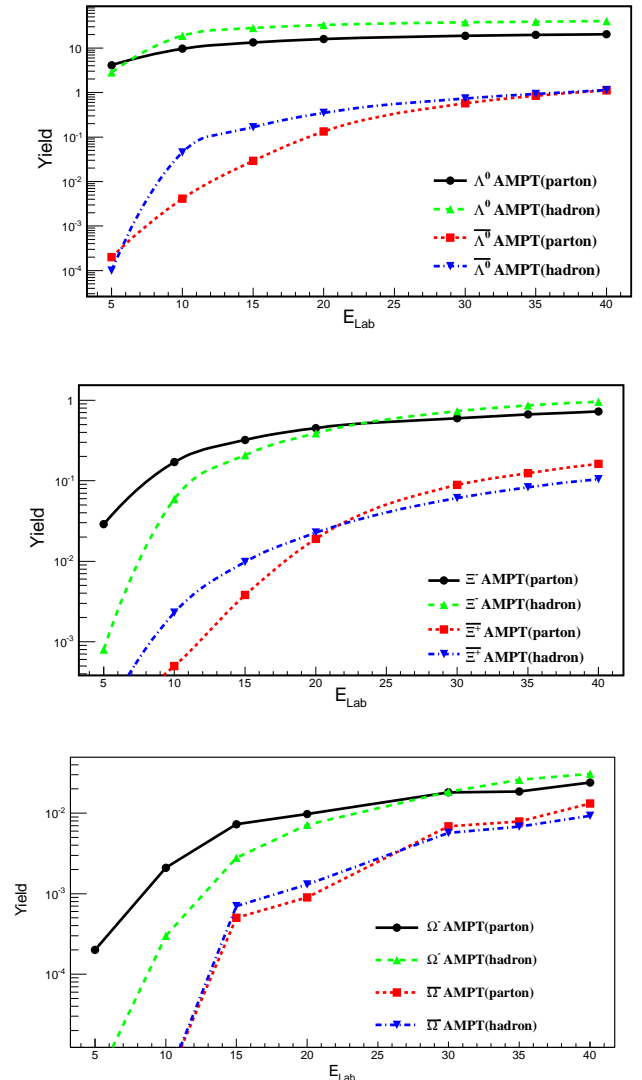 10
1
10⁻¹
10⁻²
10⁻³
10⁻⁴
Yield
Λ⁰ AMPT(parton)
Λ⁰ AMPT(hadron)
Λ̅⁰ AMPT(parton)
Λ̅⁰ AMPT(hadron)
5 10 15 20 25 30 35 40
E_Lab
1
10⁻¹
10⁻²
10⁻³
Yield
Ξ⁻ AMPT(parton)
Ξ⁻ AMPT(hadron)
Ξ̅⁺ AMPT(parton)
Ξ̅⁺ AMPT(hadron)
5 10 15 20 25 30 35 40
E_Lab
10⁻²
10⁻³
10⁻⁴
Yield
Ω⁻ AMPT(parton)
Ω⁻ AMPT(hadron)
Ω̅ AMPT(parton)
Ω̅ AMPT(hadron)
5 10 15 20 25 30 35 40
E_Lab